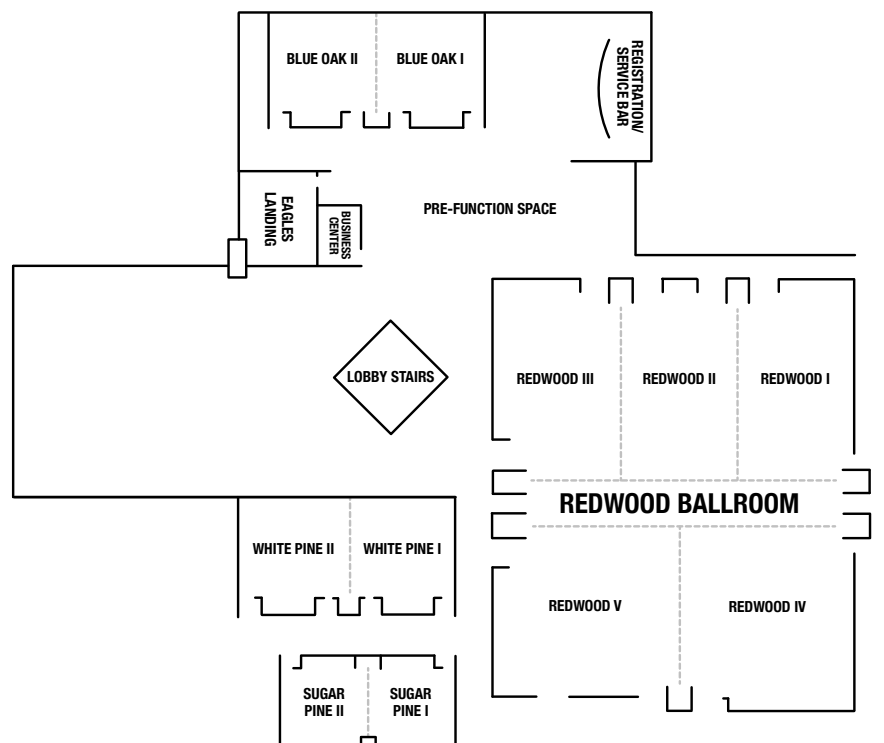 BLUE OAK II
BLUE OAK I
REGISTRATION/
SERVICE BAR
EAGLES
LANDING
BUSINESS
CENTER
PRE-FUNCTION SPACE
LOBBY STAIRS
REDWOOD III
REDWOOD II
REDWOOD I
REDWOOD BALLROOM
WHITE PINE II
WHITE PINE I
REDWOOD V
REDWOOD IV
SUGAR
PINE II
SUGAR
PINE I